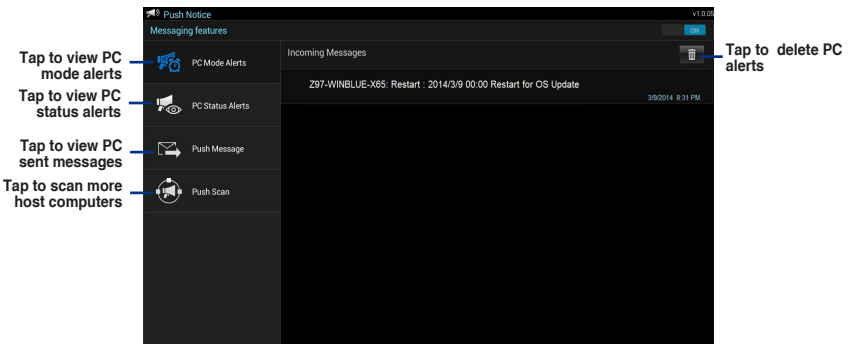 Push Notice
v1.0.05
Messaging features
ON
Tap to view PC
mode alerts
PC Mode Alerts
Incoming Messages
Tap to delete PC
alerts
Z97-WINBLUE-X65: Restart : 2014/3/9 00:00 Restart for OS Update
3/9/2014 8:31 PM
Tap to view PC
status alerts
PC Status Alerts
Tap to view PC
sent messages
Push Message
Tap to scan more
host computers
Push Scan